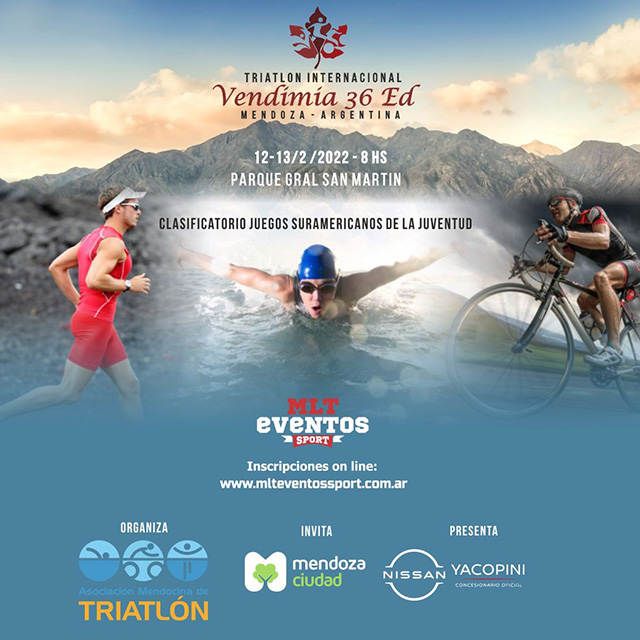 TRIATLON INTERNACIONAL
Vendimia 36 Ed
MENDOZA - ARGENTINA
12-13/2 /2022 - 8 HS
PARQUE GRAL SAN MARTIN
CLASIFICATORIO JUEGOS SURAMERICANOS DE LA JUVENTUD
MLT
eventos
SPORT
Inscripciones on line:
www.mlteventossport.com.ar
ORGANIZA
INVITA
PRESENTA
Asociación Mendocina de
TRIATLÓN
mendoza
ciudad
NISSAN
YACOPINI
CONCESIONARIO OFICIAL